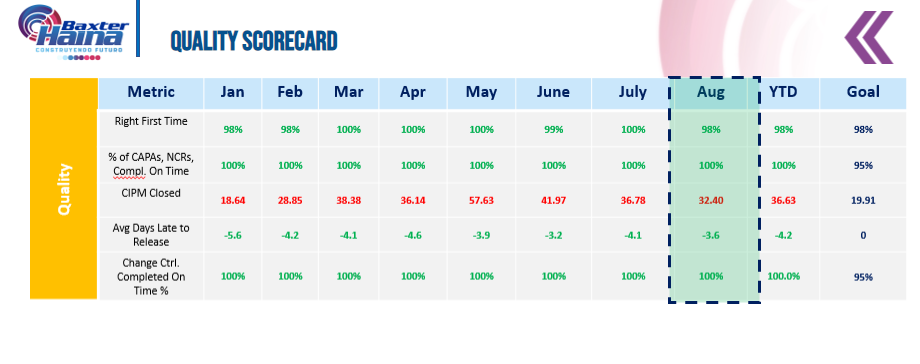 Baxter
Haina
CONSTRUYENDO FUTURO
QUALITY SCORECARD
Quality
Metric Jan Feb Mar Apr May June July Aug YTD Goal
Right First Time 98% 98% 100% 100% 100% 99% 100% 98% 98% 98%
% of CAPAs, NCRs,
Compl. On Time 100% 100% 100% 100% 100% 100% 100% 100% 100% 95%
CIPM Closed 18.64 28.85 38.38 36.14 57.63 41.97 36.78 32.40 36.63 19.91
Avg Days Late to
Release -5.6 -4.2 -4.1 -4.6 -3.9 -3.2 -4.1 -3.6 -4.2 0
Change Ctrl.
Completed On
Time % 100% 100% 100% 100% 100% 100% 100% 100% 100.0% 95%